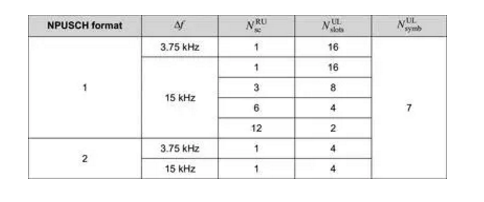 NPUSCH format Δf N_sc^RU N_slots^UL N_symb^UL
1 3.75 kHz 1 16 7
15 kHz 1 16
3 8
6 4
12 2
2 3.75 kHz 1 4
15 kHz 1 4